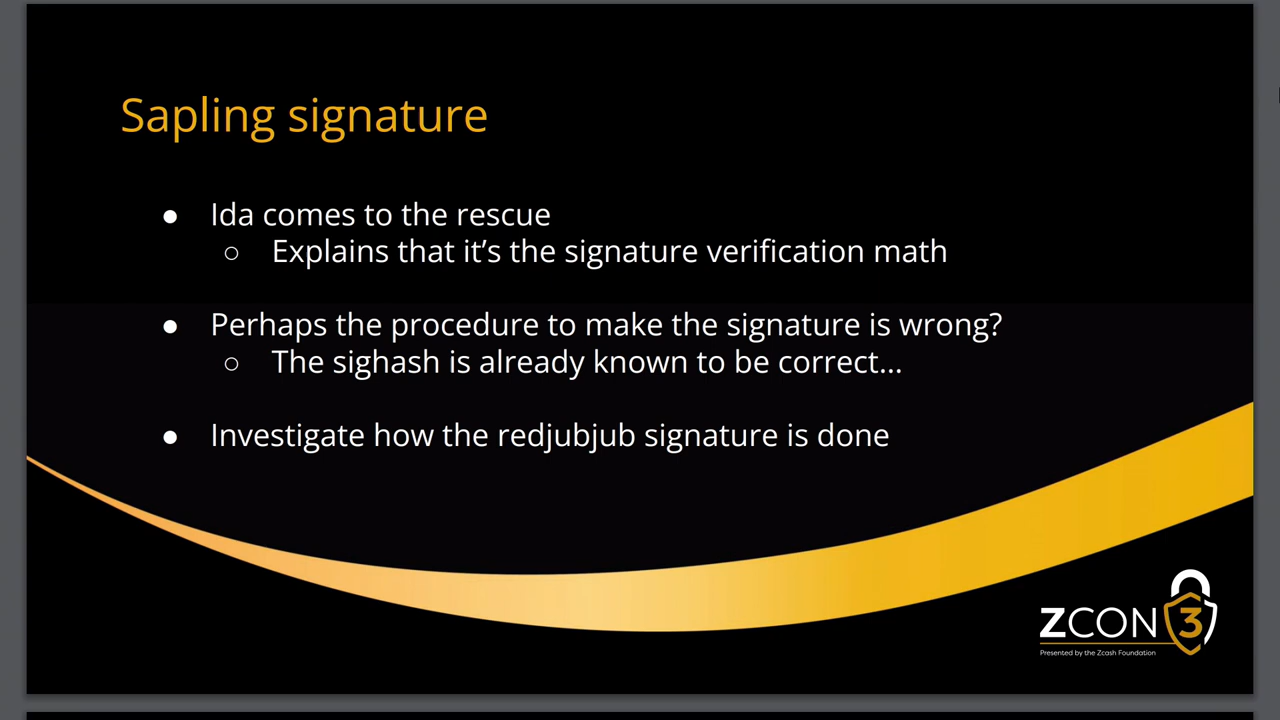 Sapling signature
● Ida comes to the rescue
○ Explains that it’s the signature verification math
● Perhaps the procedure to make the signature is wrong?
○ The sighash is already known to be correct...
● Investigate how the redjubjub signature is done
ZCON 3
Presented by the Zcash Foundation